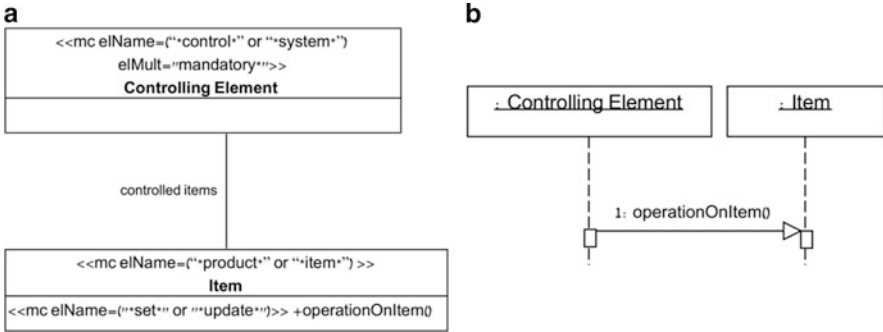 a
<<mc elName=("*control*" or "*system*")
elMult="mandatory*">>
Controlling Element
controlled items
<<mc elName=("*product*" or "*item*") >>
Item
<<mc elName=("*set*" or "*update*")>> +operationOnItem()
b
: Controlling Element
: Item
1: operationOnItem()